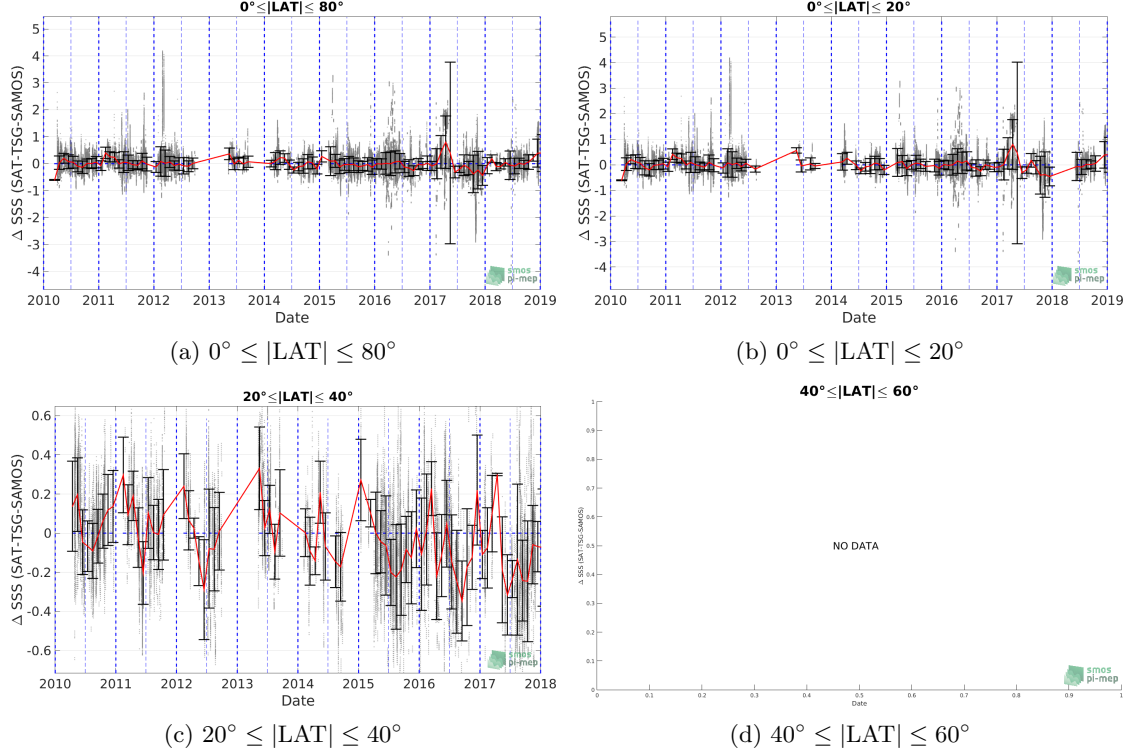 0°≤|LAT|≤ 80°
Δ SSS (SAT-TSG-SAMOS)
5
4
3
2
1
0
-1
-2
-3
-4
2010 2011 2012 2013 2014 2015 2016 2017 2018 2019
Date
smos
pi-mep
(a) 0° ≤ |LAT| ≤ 80°
0°≤|LAT|≤ 20°
Δ SSS (SAT-TSG-SAMOS)
5
4
3
2
1
0
-1
-2
-3
-4
2010 2011 2012 2013 2014 2015 2016 2017 2018 2019
Date
smos
pi-mep
(b) 0° ≤ |LAT| ≤ 20°
20°≤|LAT|≤ 40°
Δ SSS (SAT-TSG-SAMOS)
0.6
0.4
0.2
0
-0.2
-0.4
-0.6
2010 2011 2012 2013 2014 2015 2016 2017 2018
Date
smos
pi-mep
(c) 20° ≤ |LAT| ≤ 40°
40°≤|LAT|≤ 60°
Δ SSS (SAT-TSG-SAMOS)
1
0.9
0.8
0.7
0.6
0.5
0.4
0.3
0.2
0.1
0
NO DATA
0 0.1 0.2 0.3 0.4 0.5 0.6 0.7 0.8 0.9 1
Date
smos
pi-mep
(d) 40° ≤ |LAT| ≤ 60°